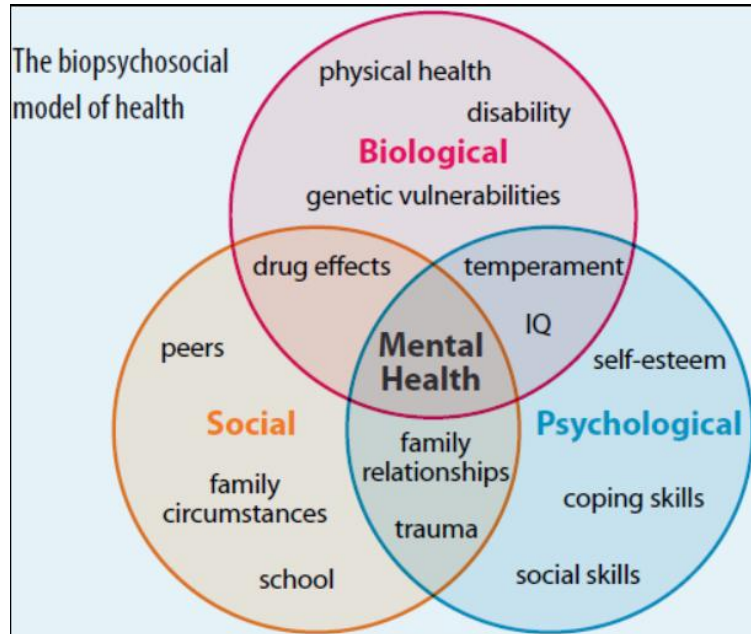 The biopsychosocial
model of health
physical health
disability
Biological
genetic vulnerabilities
drug effects
temperament
IQ
peers
Mental
Health
self-esteem
Social
Psychological
family
relationships
family
circumstances
coping skills
trauma
school
social skills